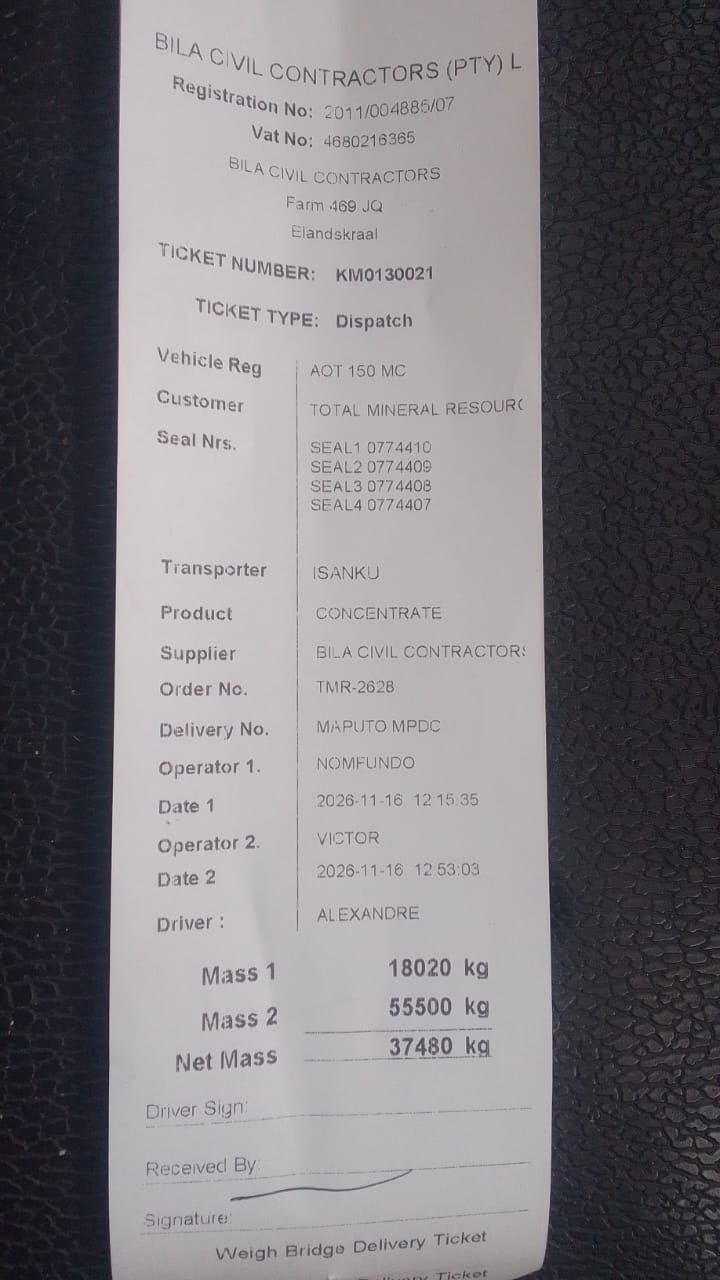 BILA CIVIL CONTRACTORS (PTY) L
Registration No: 2011/004885/07
Vat No: 4680216365
BILA CIVIL CONTRACTORS
Farm 469 JQ
Elandskraal
TICKET NUMBER: KM0130021
TICKET TYPE: Dispatch
Vehicle Reg AOT 150 MC
Customer TOTAL MINERAL RESOURC
Seal Nrs. SEAL1 0774410
SEAL2 0774409
SEAL3 0774408
SEAL4 0774407
Transporter ISANKU
Product CONCENTRATE
Supplier BILA CIVIL CONTRACTORS
Order No. TMR-2628
Delivery No. MAPUTO MPDC
Operator 1. NOMFUNDO
Date 1 2026-11-16 12:15:35
Operator 2. VICTOR
Date 2 2026-11-16 12:53:03
Driver : ALEXANDRE
Mass 1 18020 kg
Mass 2 55500 kg
Net Mass 37480 kg
Driver Sign:
Received By:
Signature:
Weigh Bridge Delivery Ticket
Ticket